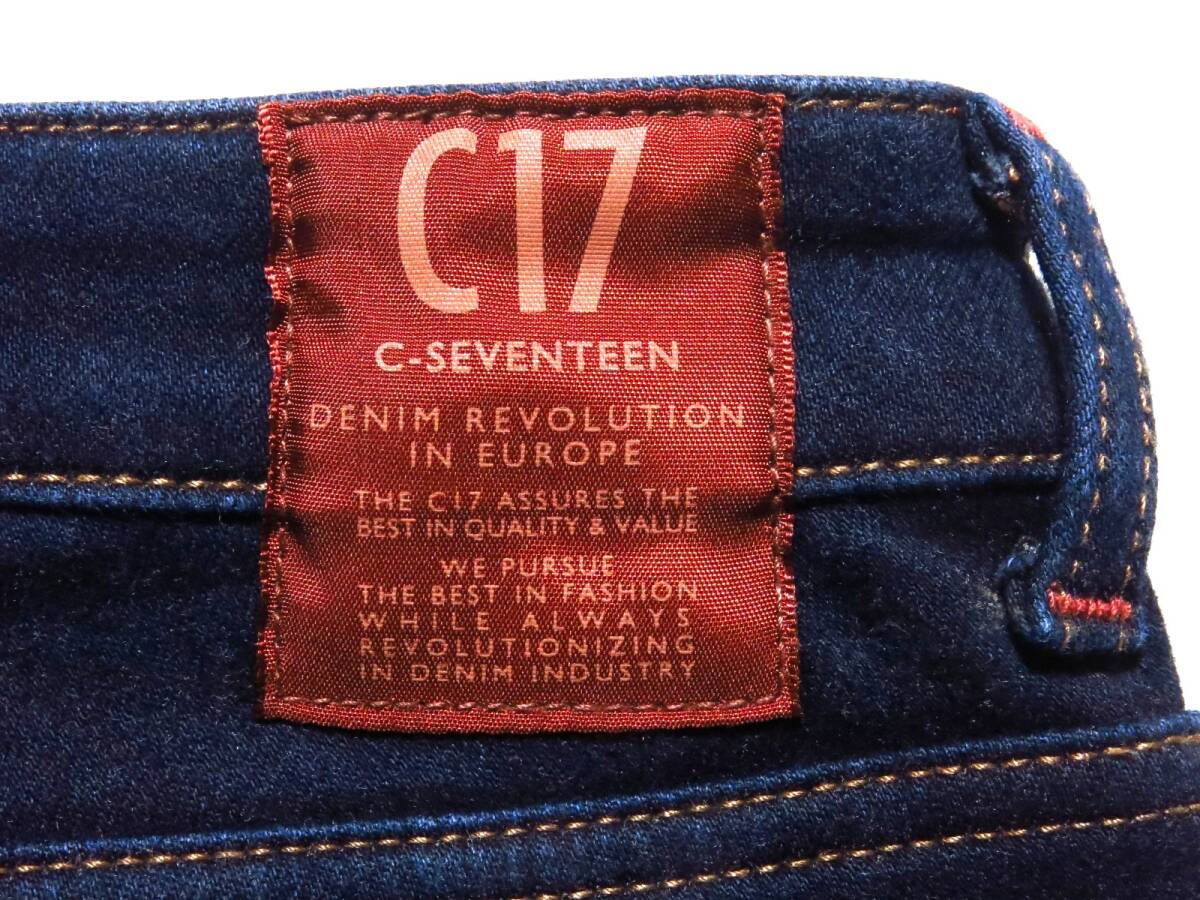 C17
C-SEVENTEEN
DENIM REVOLUTION
IN EUROPE
THE C17 ASSURES THE
BEST IN QUALITY & VALUE
WE PURSUE
THE BEST IN FASHION
WHILE ALWAYS
REVOLUTIONIZING
IN DENIM INDUSTRY